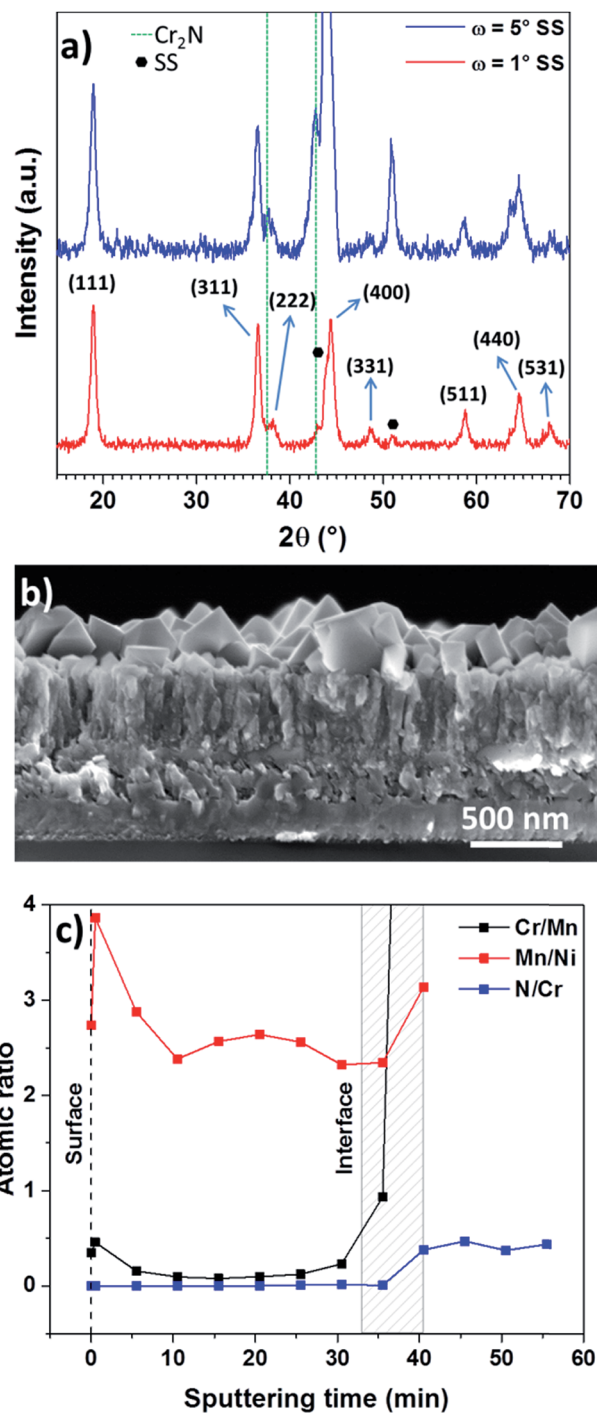 a)
Cr₂N
SS
ω = 5° SS
ω = 1° SS
Intensity (a.u.)
(111)
(311)
(222)
(400)
(331)
(511)
(440)
(531)
20
30
40
50
60
70
2θ (°)
b)
500 nm
c)
Cr/Mn
Mn/Ni
N/Cr
Atomic ratio
4
3
2
1
0
Surface
Interface
0
10
20
30
40
50
60
Sputtering time (min)